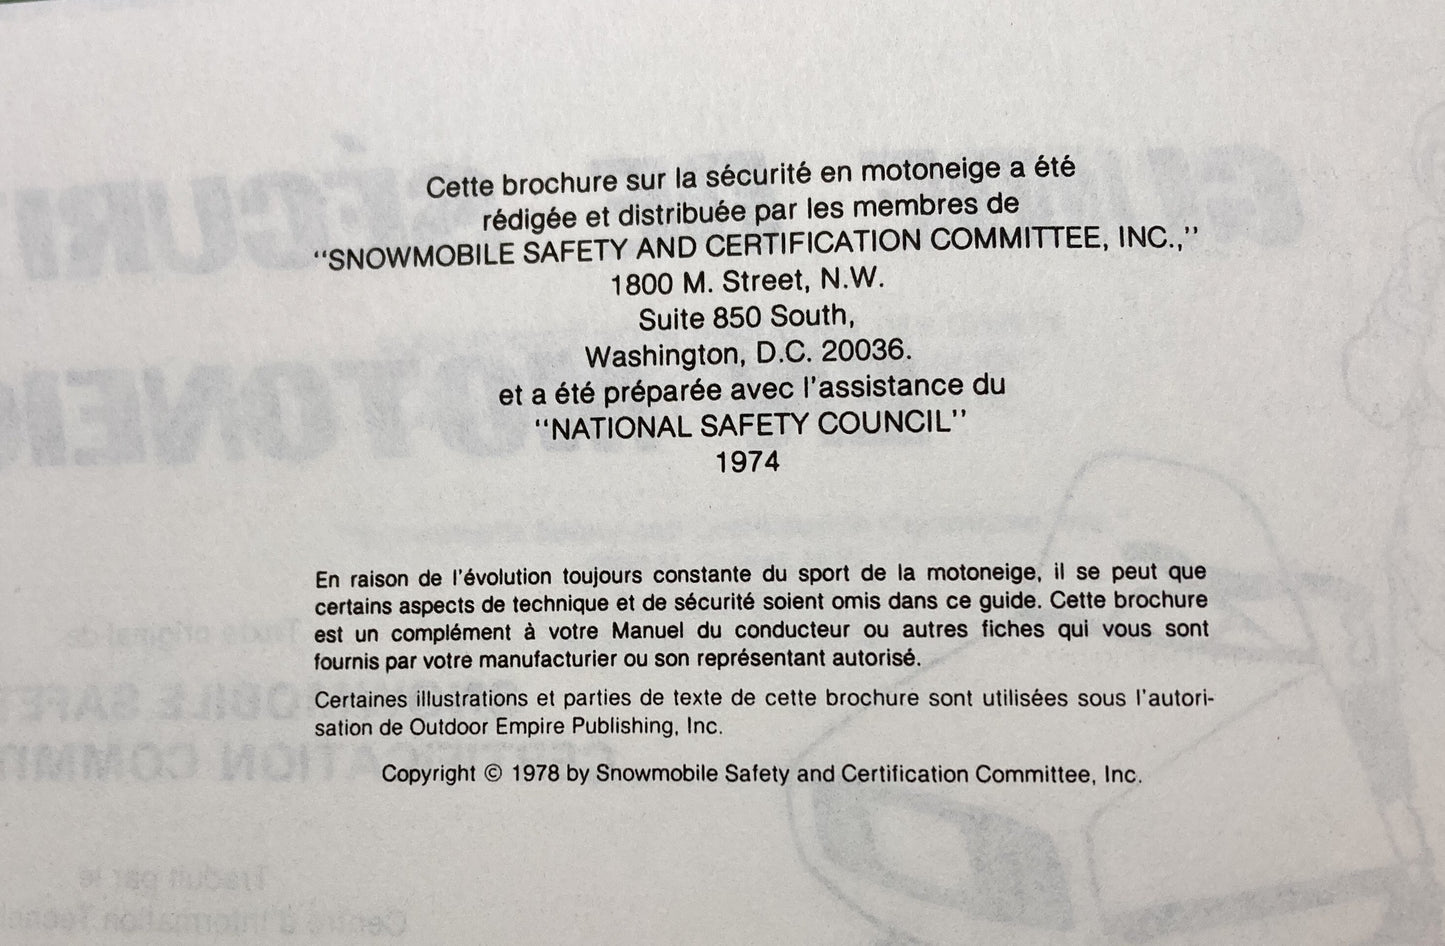 Cette brochure sur la sécurité en motoneige a été
rédigée et distribuée par les membres de
"SNOWMOBILE SAFETY AND CERTIFICATION COMMITTEE, INC.,"
1800 M. Street, N.W.
Suite 850 South,
Washington, D.C. 20036.
et a été préparée avec l'assistance du
"NATIONAL SAFETY COUNCIL"
1974
En raison de l'évolution toujours constante du sport de la motoneige, il se peut que
certains aspects de technique et de sécurité soient omis dans ce guide. Cette brochure
est un complément à votre Manuel du conducteur ou autres fiches qui vous sont
fournis par votre manufacturier ou son représentant autorisé.
Certaines illustrations et parties de texte de cette brochure sont utilisées sous l'autori-
sation de Outdoor Empire Publishing, Inc.
Copyright © 1978 by Snowmobile Safety and Certification Committee, Inc.